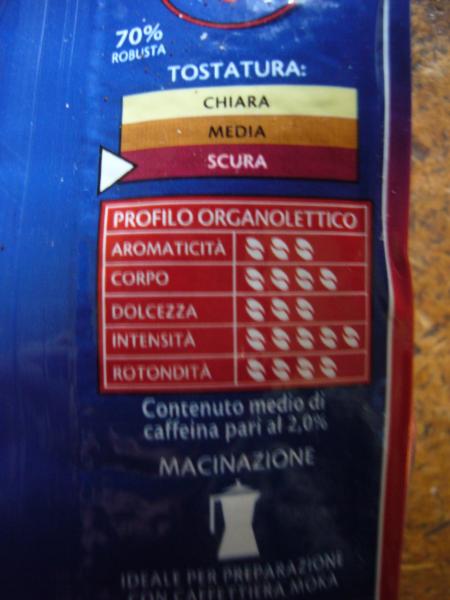 70%
ROBUSTA
TOSTATURA:
CHIARA
MEDIA
SCURA
PROFILO ORGANOLETTICO
AROMATICITÀ
CORPO
DOLCEZZA
INTENSITÀ
ROTONDITÀ
Contenuto medio di
caffeina pari al 2,0%
MACINAZIONE
IDEALE PER PREPARAZIONE
CON CAFFETTIERA MOKA